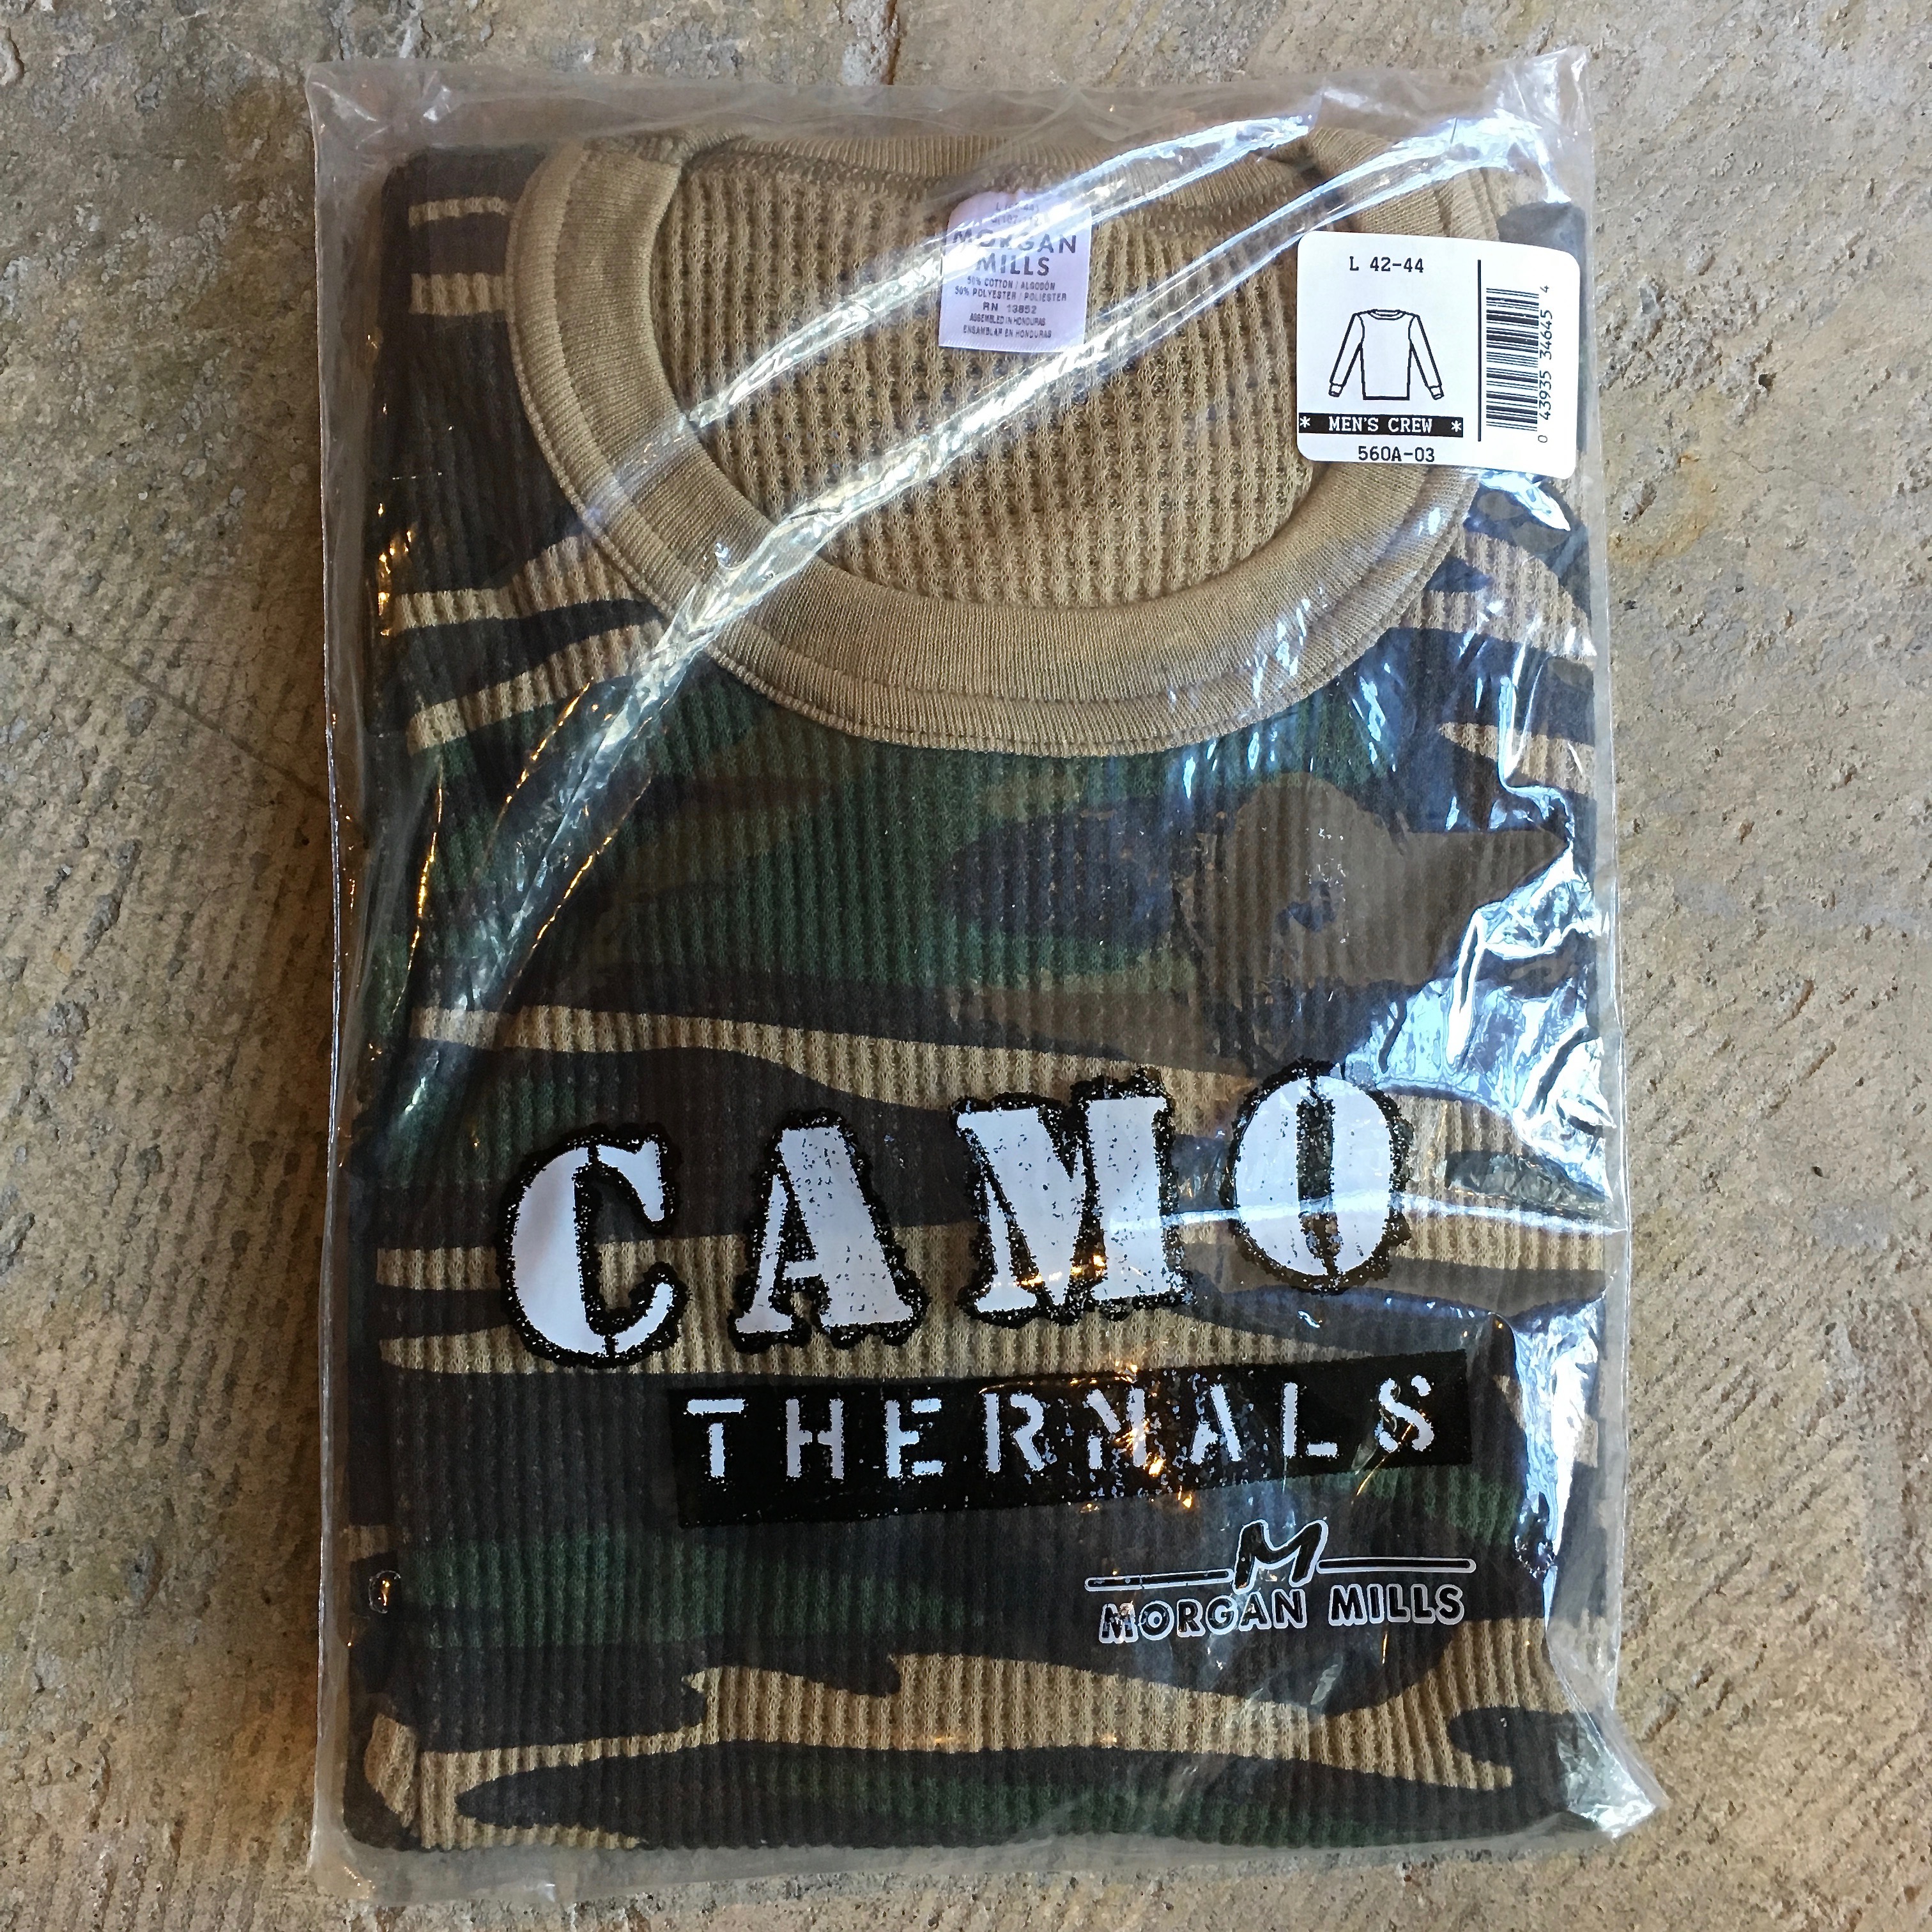 MORGAN
MILLS
50% COTTON / ALGODÓN
50% POLYESTER / POLIESTER
RN 13852
ASSEMBLED IN HONDURAS
ENSAMBLAR EN HONDURAS
L 42-44
* MEN'S CREW *
560A-03
0 43935 34645 4
CAMO
THERMALS
M
MORGAN MILLS